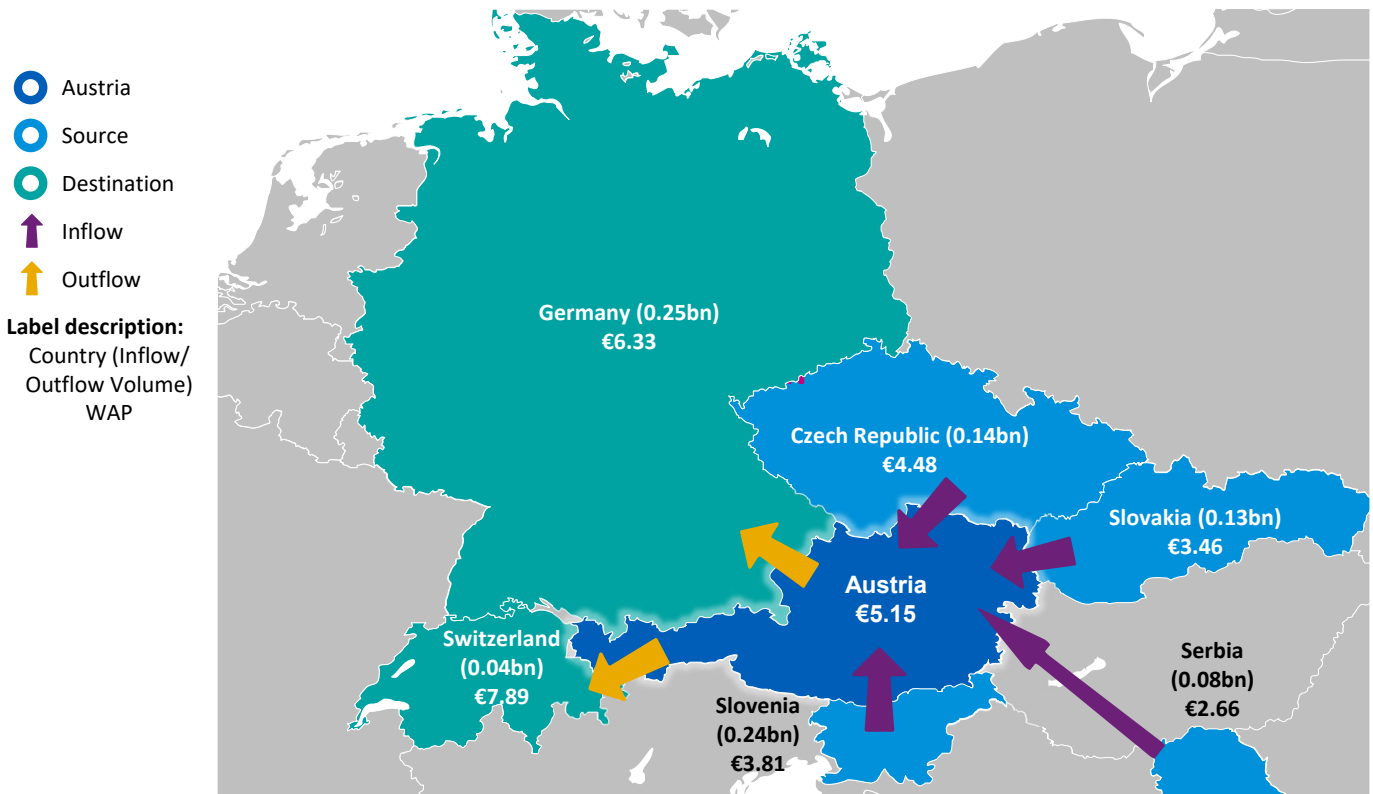 Austria
Source
Destination
Inflow
Outflow
Label description:
Country (Inflow/
Outflow Volume)
WAP
Germany (0.25bn)
€6.33
Czech Republic (0.14bn)
€4.48
Slovakia (0.13bn)
€3.46
Austria
€5.15
Switzerland
(0.04bn)
€7.89
Slovenia
(0.24bn)
€3.81
Serbia
(0.08bn)
€2.66